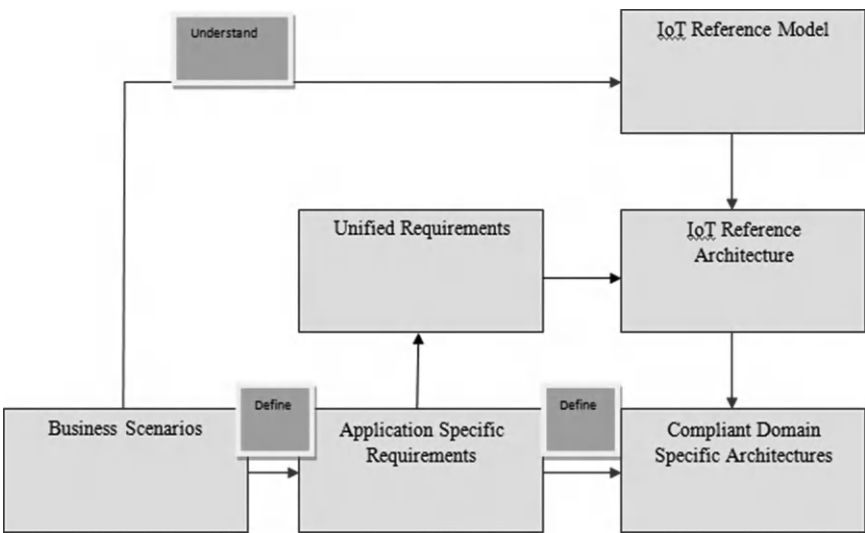 Understand
IoT Reference Model
Unified Requirements
IoT Reference
Architecture
Business Scenarios
Define
Application Specific
Requirements
Define
Compliant Domain
Specific Architectures